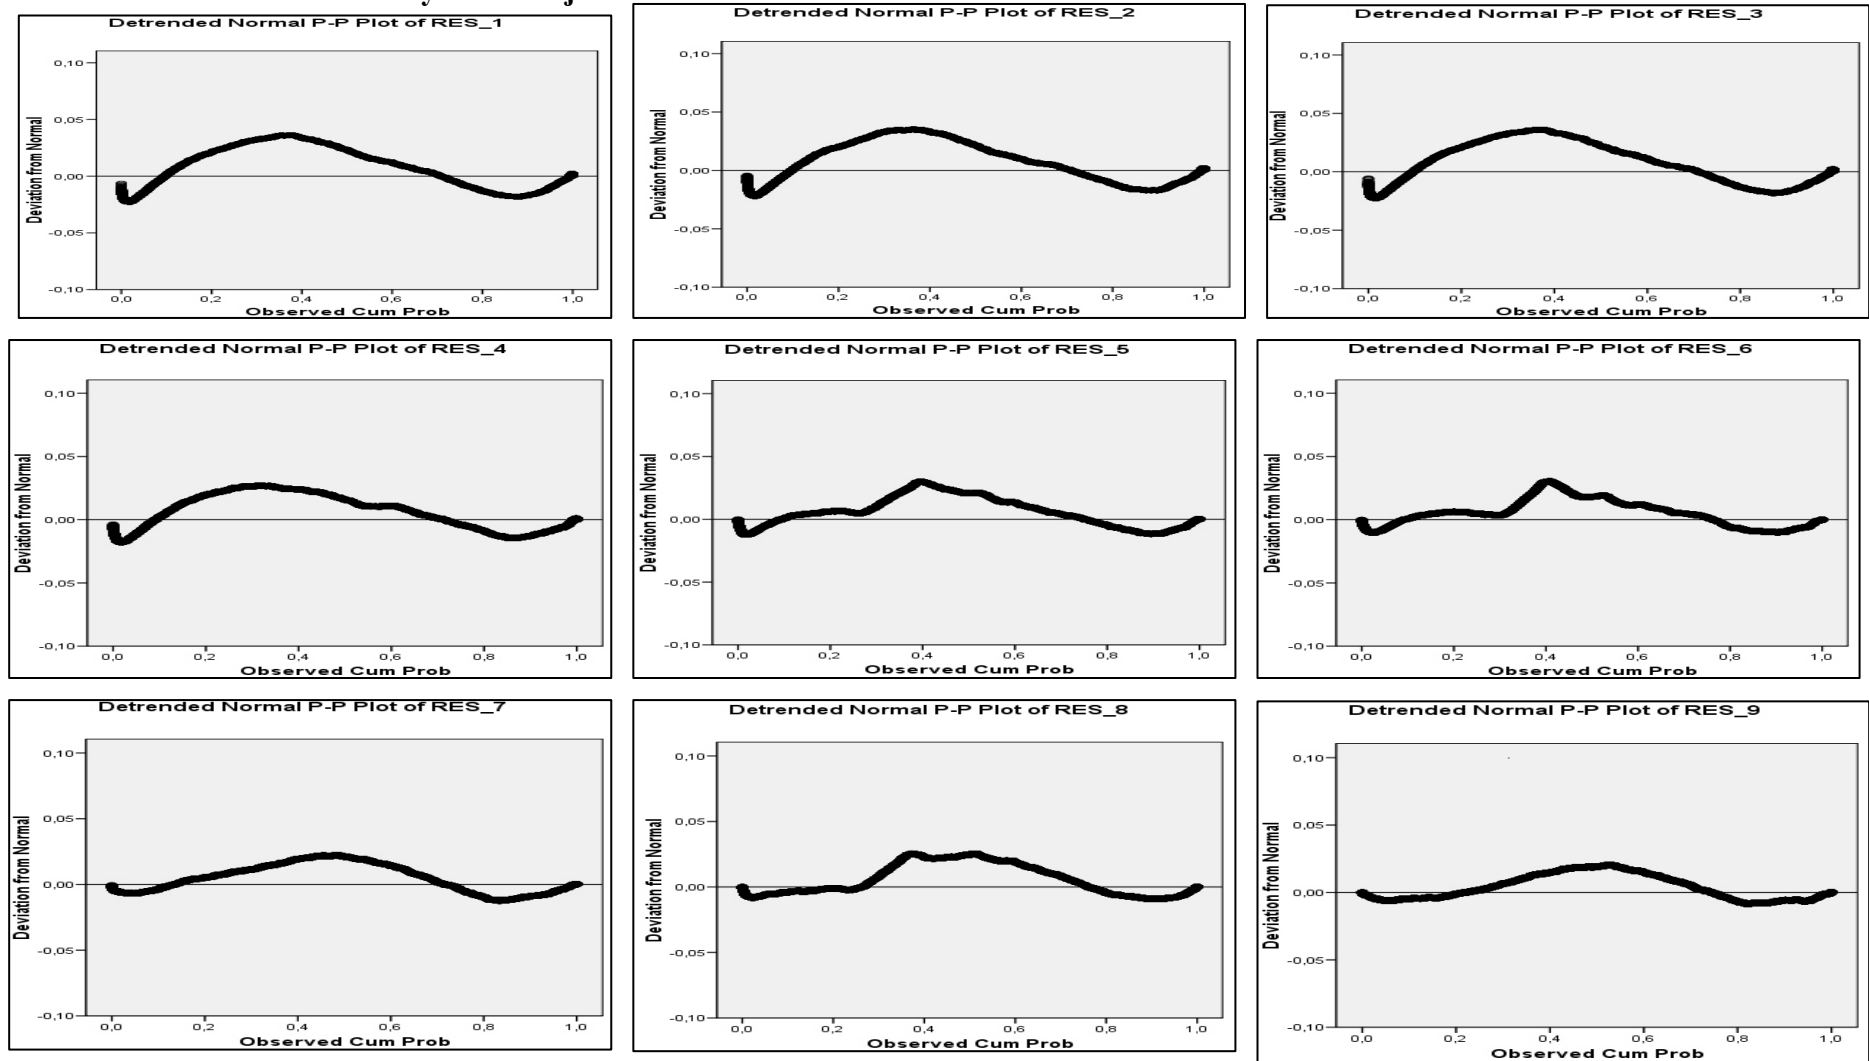 Detrended Normal P-P Plot of RES_1
0,10
0,05
0,00
-0,05
-0,10
Deviation from Normal
0,0 0,2 0,4 0,6 0,8 1,0
Observed Cum Prob
Detrended Normal P-P Plot of RES_2
0,10
0,05
0,00
-0,05
-0,10
Deviation from Normal
0,0 0,2 0,4 0,6 0,8 1,0
Observed Cum Prob
Detrended Normal P-P Plot of RES_3
0,10
0,05
0,00
-0,05
-0,10
Deviation from Normal
0,0 0,2 0,4 0,6 0,8 1,0
Observed Cum Prob
Detrended Normal P-P Plot of RES_4
0,10
0,05
0,00
-0,05
-0,10
Deviation from Normal
0,0 0,2 0,4 0,6 0,8 1,0
Observed Cum Prob
Detrended Normal P-P Plot of RES_5
0,10
0,05
0,00
-0,05
-0,10
Deviation from Normal
0,0 0,2 0,4 0,6 0,8 1,0
Observed Cum Prob
Detrended Normal P-P Plot of RES_6
0,10
0,05
0,00
-0,05
-0,10
Deviation from Normal
0,0 0,2 0,4 0,6 0,8 1,0
Observed Cum Prob
Detrended Normal P-P Plot of RES_7
0,10
0,05
0,00
-0,05
-0,10
Deviation from Normal
0,0 0,2 0,4 0,6 0,8 1,0
Observed Cum Prob
Detrended Normal P-P Plot of RES_8
0,10
0,05
0,00
-0,05
-0,10
Deviation from Normal
0,0 0,2 0,4 0,6 0,8 1,0
Observed Cum Prob
Detrended Normal P-P Plot of RES_9
0,10
0,05
0,00
-0,05
-0,10
Deviation from Normal
0,0 0,2 0,4 0,6 0,8 1,0
Observed Cum Prob